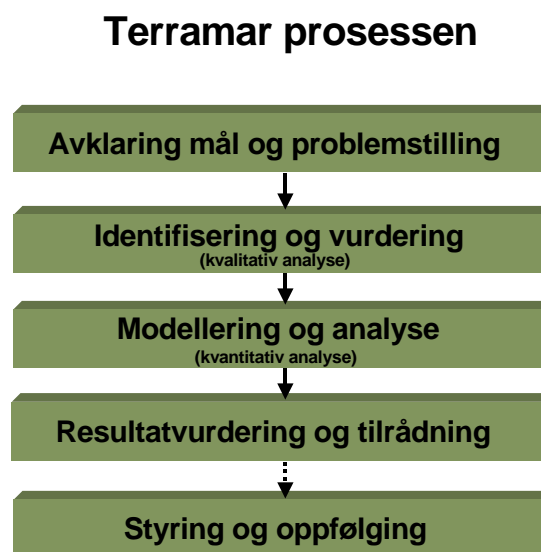 Terramar prosessen
Avklaring mål og problemstilling
Identifisering og vurdering
(kvalitativ analyse)
Modellering og analyse
(kvantitativ analyse)
Resultatvurdering og tilrådning
Styring og oppfølging